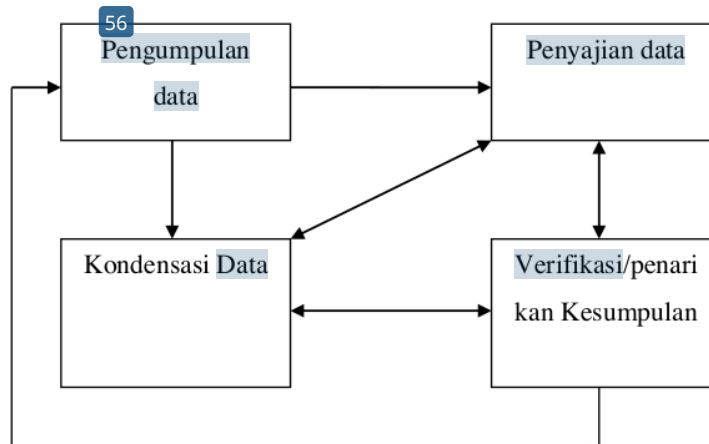 56
Pengumpulan
data
Penyajian data
Kondensasi Data
Verifikasi/penari
kan Kesumpulan